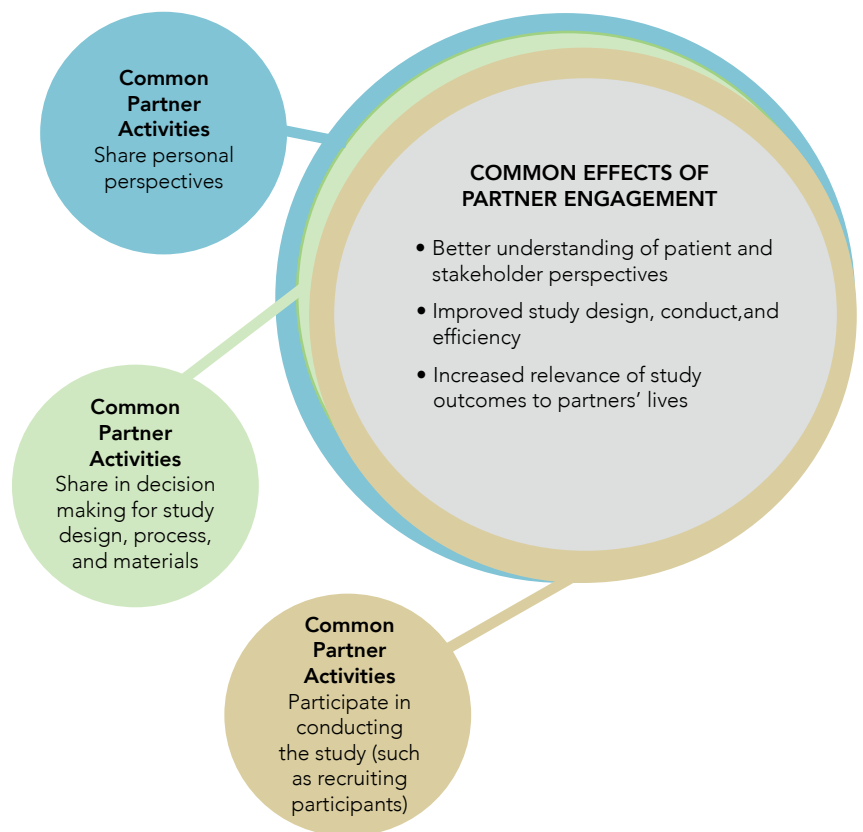 Common
Partner
Activities
Share personal
perspectives
COMMON EFFECTS OF
PARTNER ENGAGEMENT
• Better understanding of patient and
stakeholder perspectives
• Improved study design, conduct,and
efficiency
• Increased relevance of study
outcomes to partners’ lives
Common
Partner
Activities
Share in decision
making for study
design, process,
and materials
Common
Partner
Activities
Participate in
conducting
the study (such
as recruiting
participants)